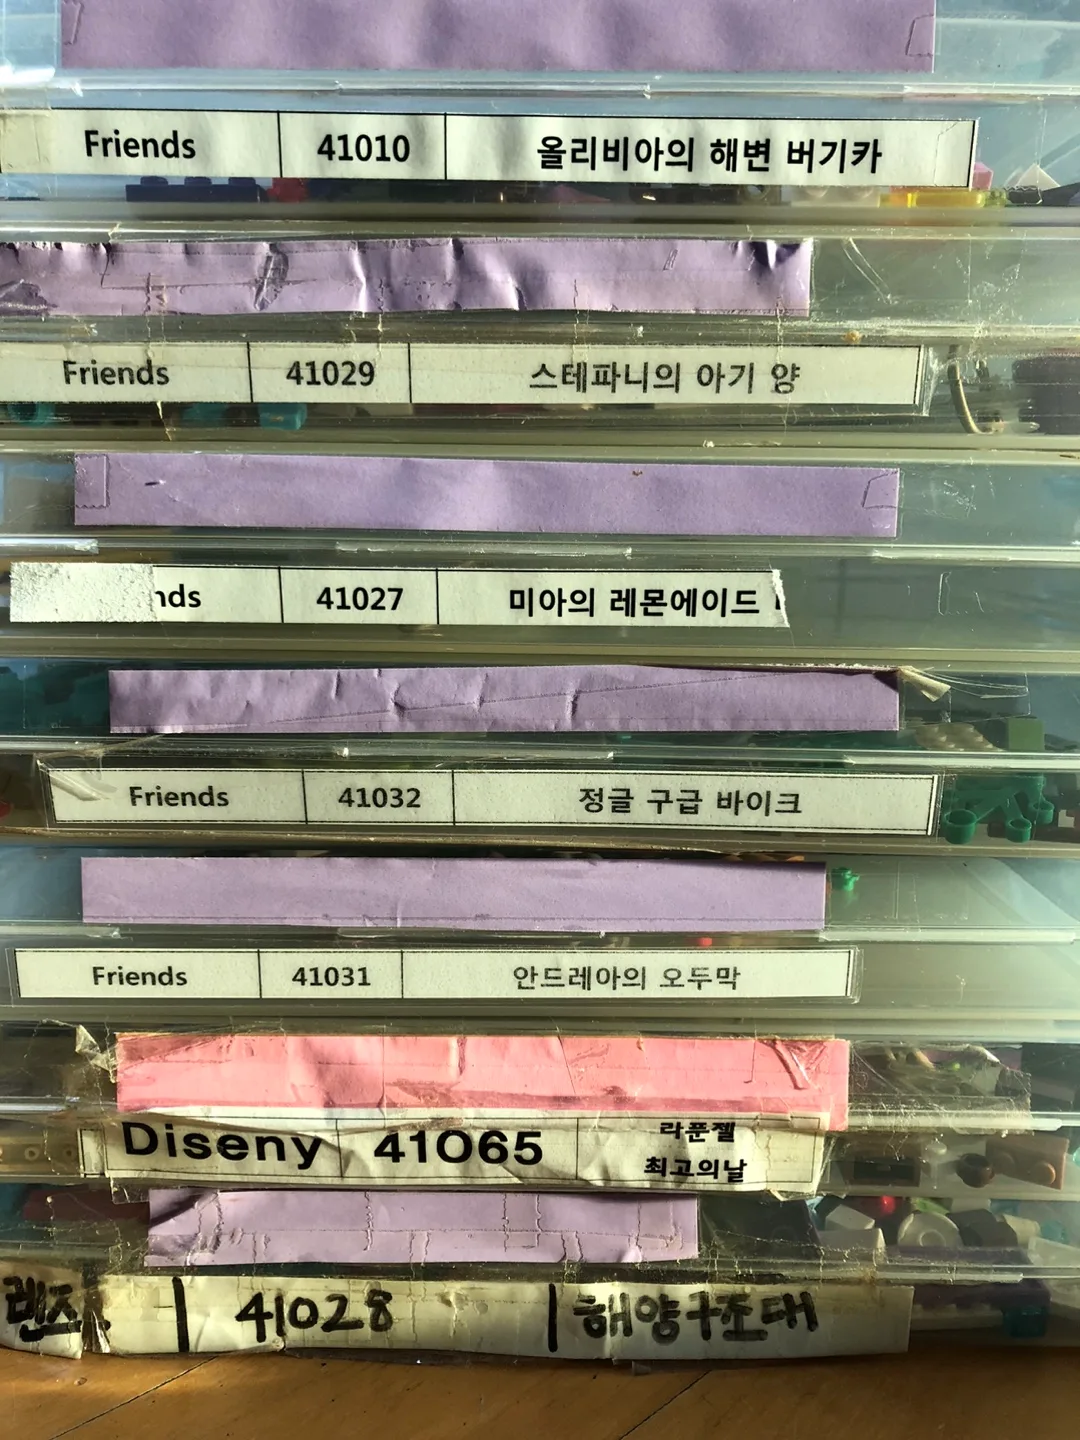 Friends 41010 올리비아의 해변 버기카
Friends 41029 스테파니의 아기 양
nds 41027 미아의 레몬에이드
Friends 41032 정글 구급 바이크
Friends 41031 안드레아의 오두막
Diseny 41065 라푼젤
최고의날
렌즈 41028 해양구조대